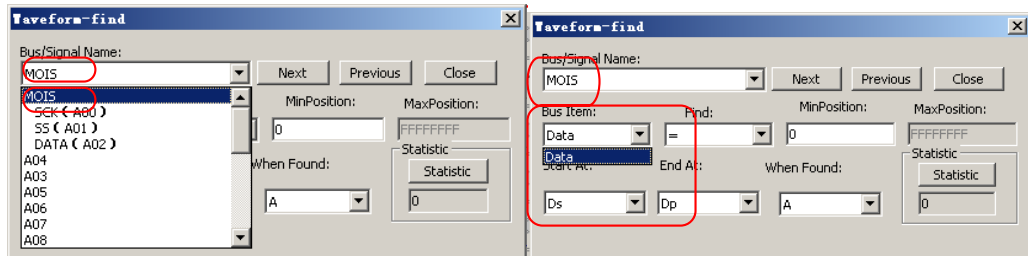 Waveform-find
Bus/Signal Name:
MOIS
Next
Previous
Close
MOIS
SCK ( A00 )
SS ( A01 )
DATA ( A02 )
A04
A03
A05
A06
A07
A08
MinPosition:
MaxPosition:
0
FFFFFFFF
When Found:
Statistic
Statistic
A
0
Waveform-find
Bus/Signal Name:
MOIS
Next
Previous
Close
Bus Item:
Find:
MinPosition:
MaxPosition:
Data
=
0
FFFFFFFF
Data
Start At:
End At:
When Found:
Statistic
Statistic
Ds
Dp
A
0